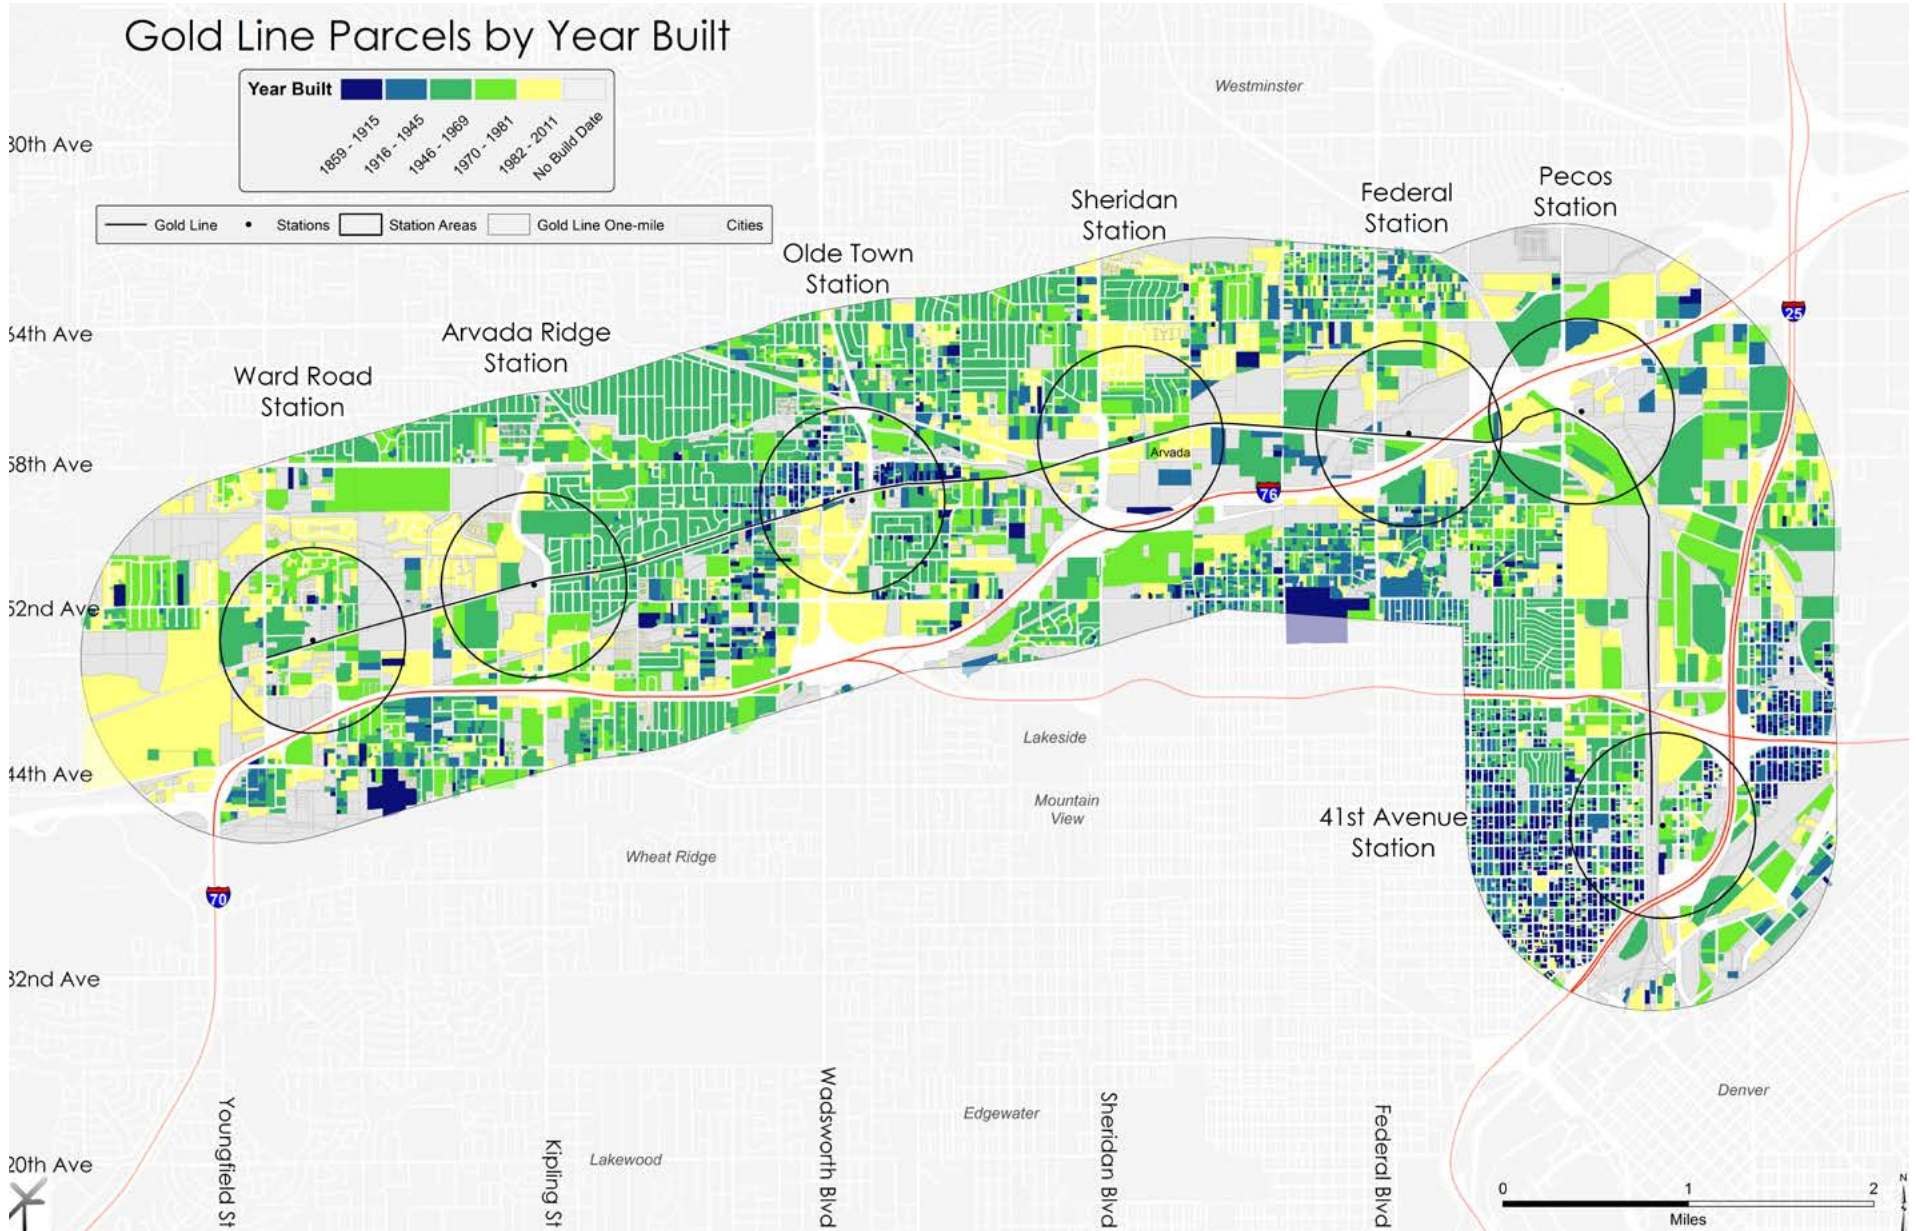 Gold Line Parcels by Year Built
Year Built
1859 - 1915
1916 - 1945
1946 - 1969
1970 - 1981
1982 - 2011
No Build Date
Gold Line
Stations
Station Areas
Gold Line One-mile
Cities
Westminster
30th Ave
Pecos
Station
Federal
Station
Sheridan
Station
Olde Town
Station
25
54th Ave
Arvada Ridge
Station
Ward Road
Station
Arvada
58th Ave
76
52nd Ave
Lakeside
44th Ave
Mountain
View
41st Avenue
Station
Wheat Ridge
70
32nd Ave
Youngfield St
Kipling St
Wadsworth Blvd
Sheridan Blvd
Federal Blvd
Denver
Edgewater
Lakewood
20th Ave
0 1 2
Miles
N